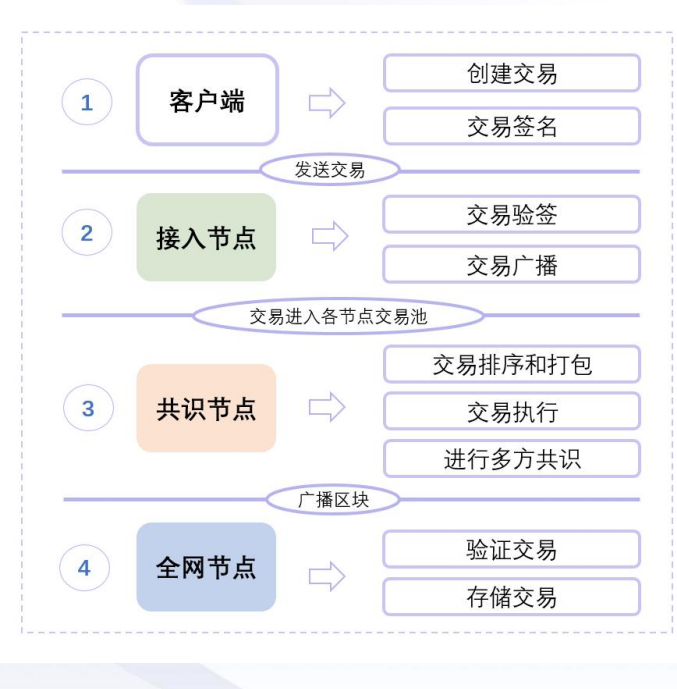 1
客户端
创建交易
交易签名
发送交易
2
接入节点
交易验签
交易广播
交易进入各节点交易池
3
共识节点
交易排序和打包
交易执行
进行多方共识
广播区块
4
全网节点
验证交易
存储交易